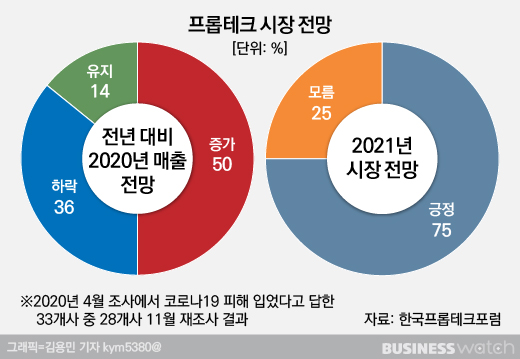 프롭테크 시장 전망
[단위: %]
유지
14
증가
50
하락
36
전년 대비
2020년 매출
전망
모름
25
긍정
75
2021년
시장 전망
※2020년 4월 조사에서 코로나19 피해 입었다고 답한
33개사 중 28개사 11월 재조사 결과
자료: 한국프롭테크포럼
그래픽=김용민 기자 kym5380@
BUSINESSwatch